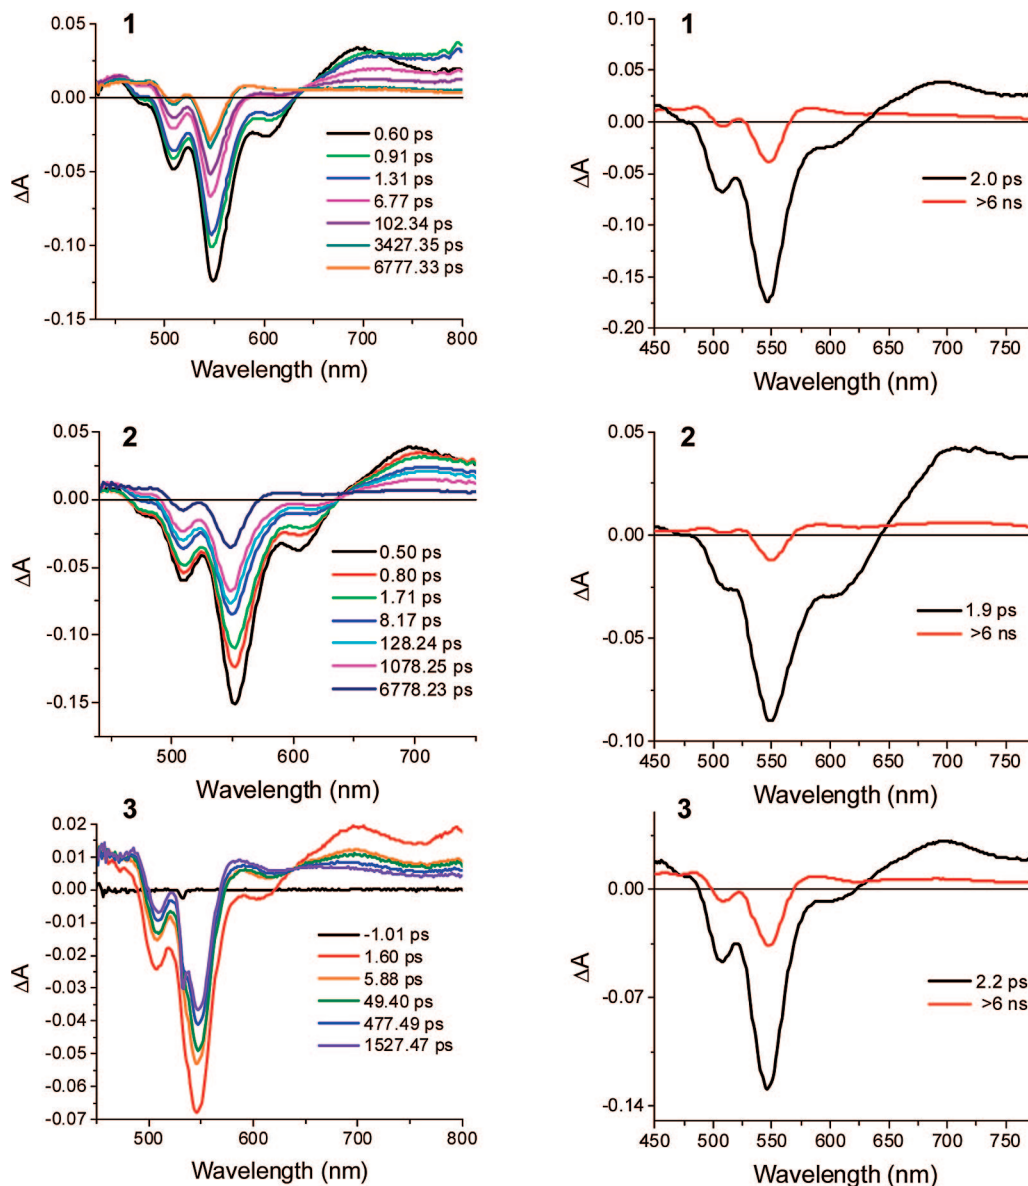 1
0.05
0.00
-0.05
-0.10
-0.15
ΔA
0.60 ps
0.91 ps
1.31 ps
6.77 ps
102.34 ps
3427.35 ps
6777.33 ps
500 550 600 650 700 750 800
Wavelength (nm)
1
0.10
0.05
0.00
-0.05
-0.10
-0.15
-0.20
ΔA
2.0 ps
>6 ns
450 500 550 600 650 700 750
Wavelength (nm)
2
0.05
0.00
-0.05
-0.10
-0.15
ΔA
0.50 ps
0.80 ps
1.71 ps
8.17 ps
128.24 ps
1078.25 ps
6778.23 ps
500 600 700
Wavelength (nm)
2
0.05
0.00
-0.05
-0.10
ΔA
1.9 ps
>6 ns
450 500 550 600 650 700 750
Wavelength (nm)
3
0.02
0.01
0.00
-0.01
-0.02
-0.03
-0.04
-0.05
-0.06
-0.07
ΔA
-1.01 ps
1.60 ps
5.88 ps
49.40 ps
477.49 ps
1527.47 ps
500 550 600 650 700 750 800
Wavelength (nm)
3
0.00
-0.07
-0.14
ΔA
2.2 ps
>6 ns
450 500 550 600 650 700 750
Wavelength (nm)